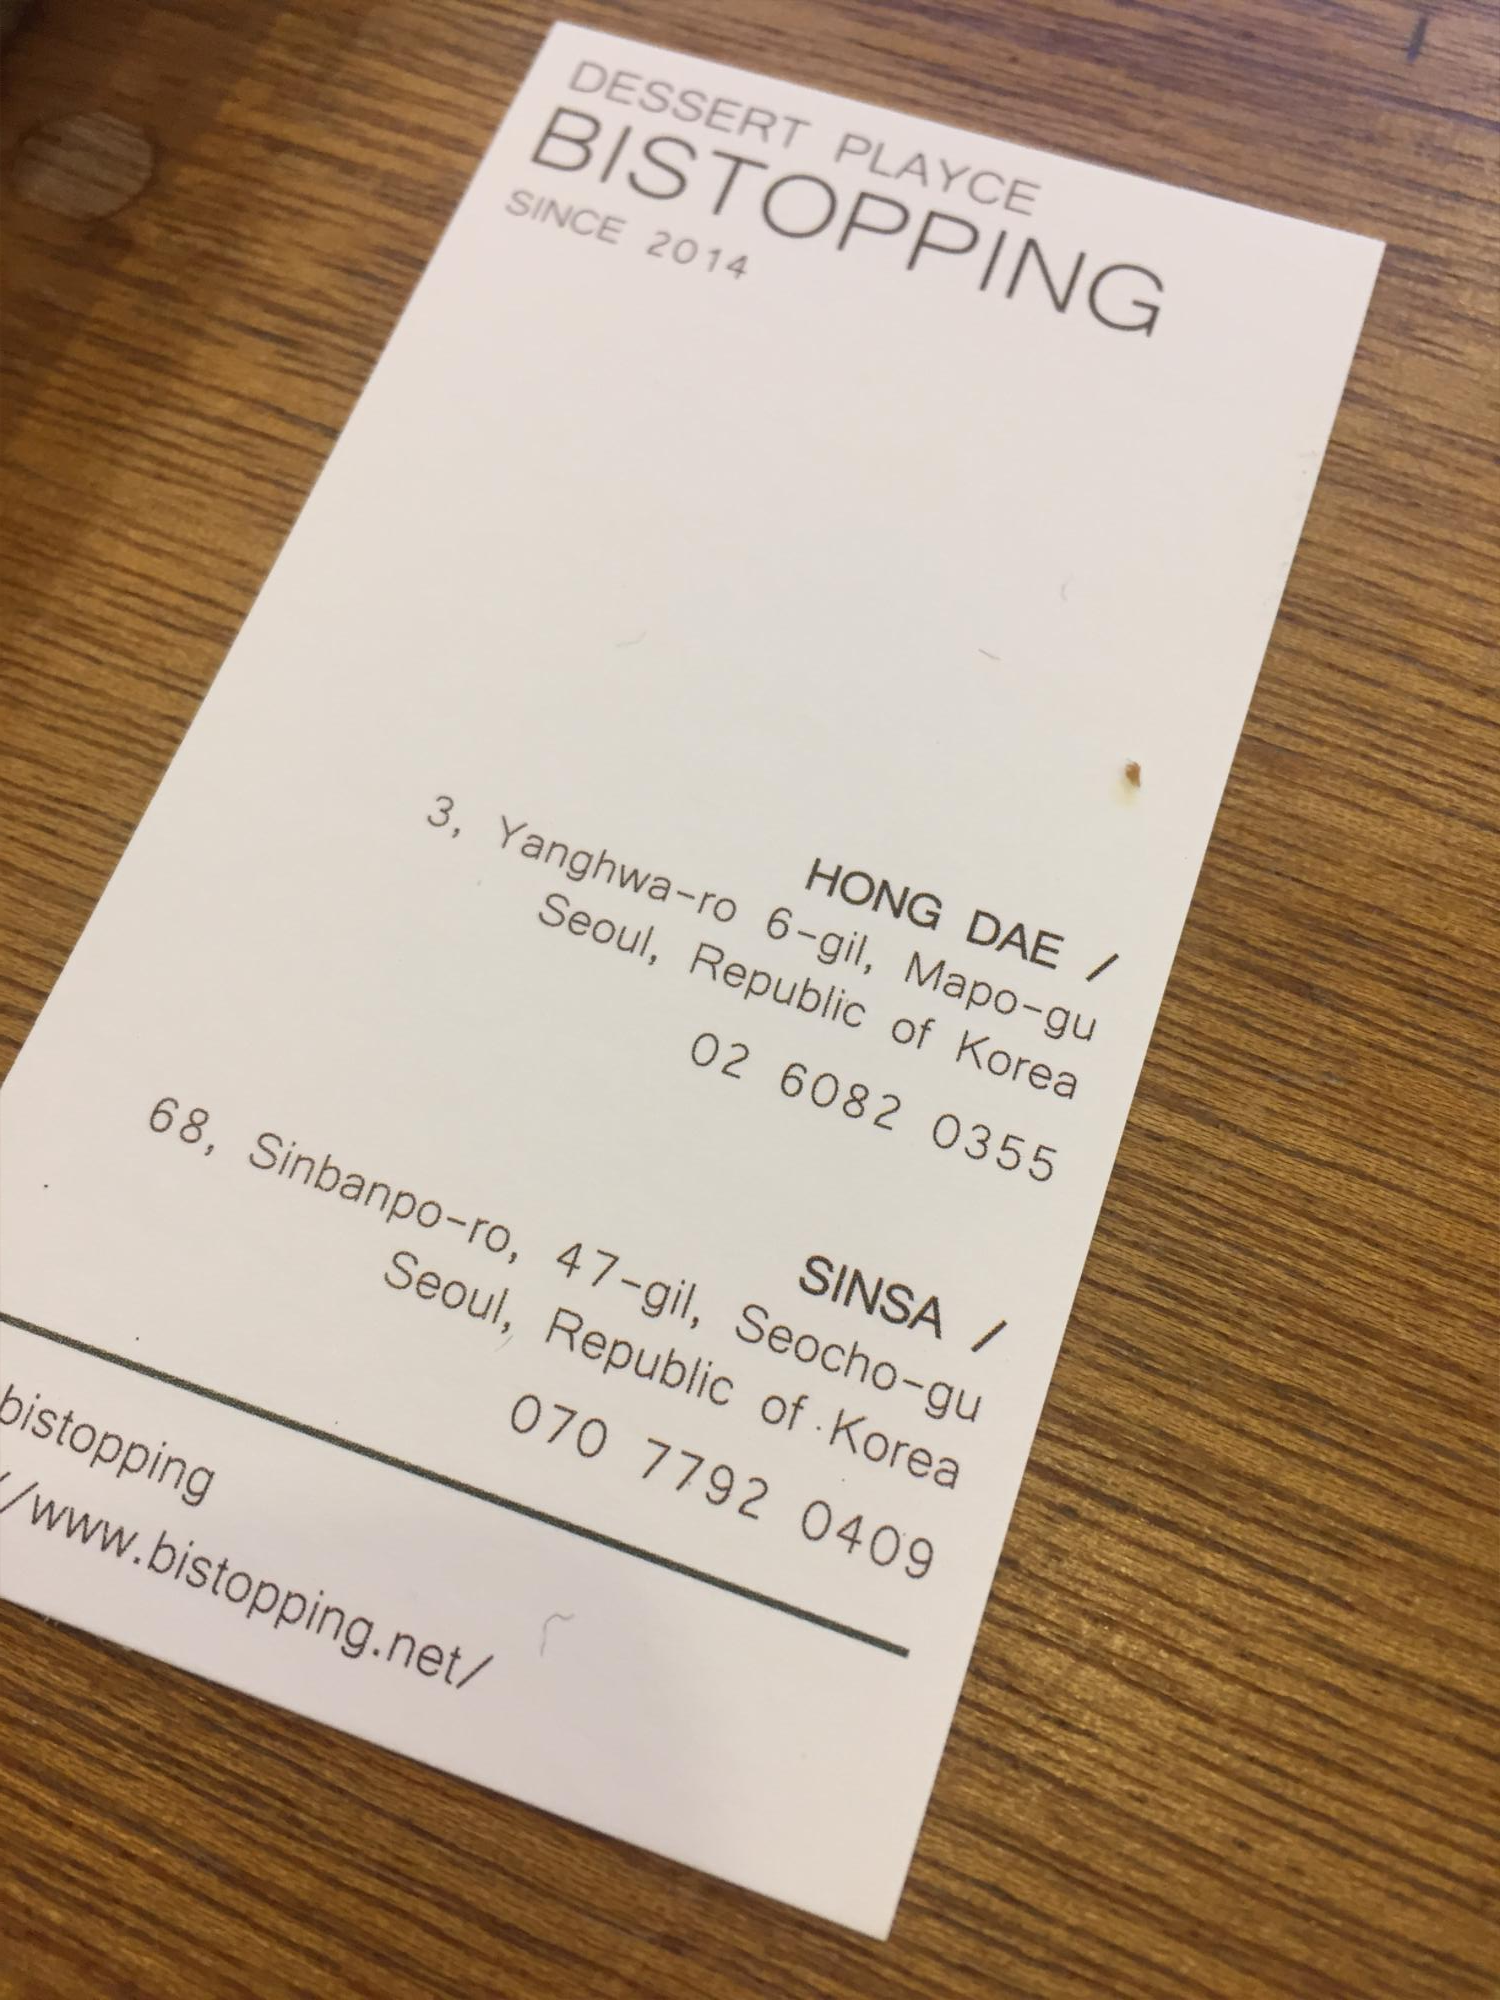 DESSERT PLAYCE
BISTOPPING
SINCE 2014
HONG DAE /
3, Yanghwa-ro 6-gil, Mapo-gu
Seoul, Republic of Korea
02 6082 0355
SINSA /
68, Sinbanpo-ro, 47-gil, Seocho-gu
Seoul, Republic of Korea
070 7792 0409
bistopping
//www.bistopping.net/